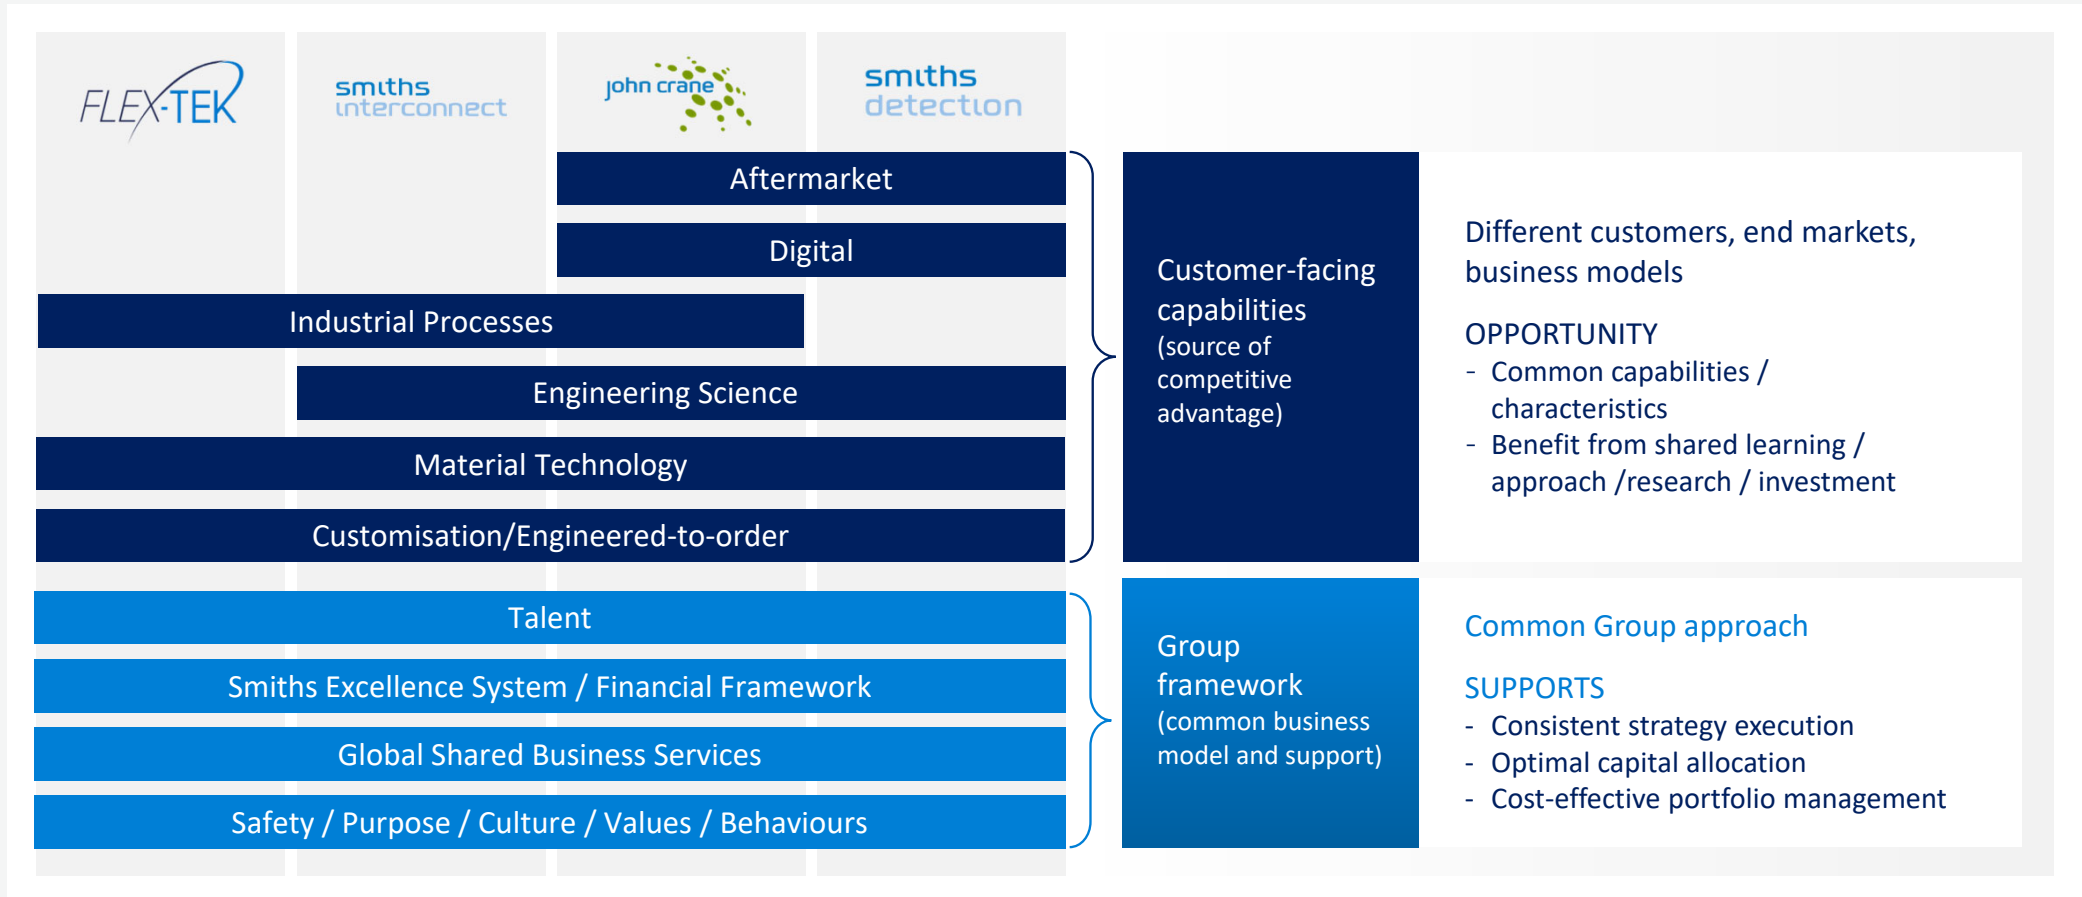 FLEX-TEK
smiths
interconnect
john crane
smiths
detection
Aftermarket
Digital
Industrial Processes
Engineering Science
Material Technology
Customisation/Engineered-to-order
Customer-facing
capabilities
(source of
competitive
advantage)
Different customers, end markets,
business models
OPPORTUNITY
- Common capabilities /
characteristics
- Benefit from shared learning /
approach /research / investment
Talent
Smiths Excellence System / Financial Framework
Global Shared Business Services
Safety / Purpose / Culture / Values / Behaviours
Group
framework
(common business
model and support)
Common Group approach
SUPPORTS
- Consistent strategy execution
- Optimal capital allocation
- Cost-effective portfolio management